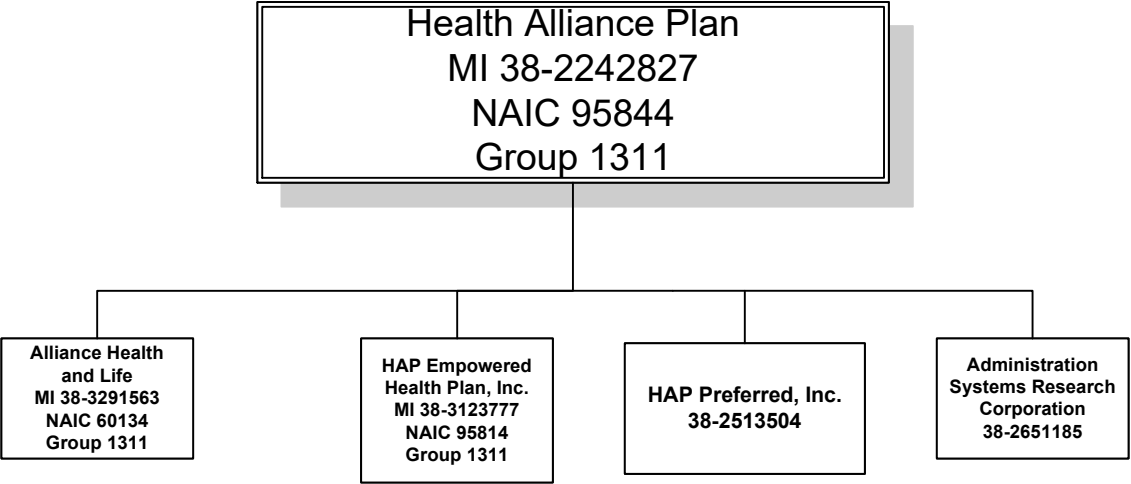 Health Alliance Plan
MI 38-2242827
NAIC 95844
Group 1311
Alliance Health
and Life
MI 38-3291563
NAIC 60134
Group 1311
HAP Empowered
Health Plan, Inc.
MI 38-3123777
NAIC 95814
Group 1311
HAP Preferred, Inc.
38-2513504
Administration
Systems Research
Corporation
38-2651185